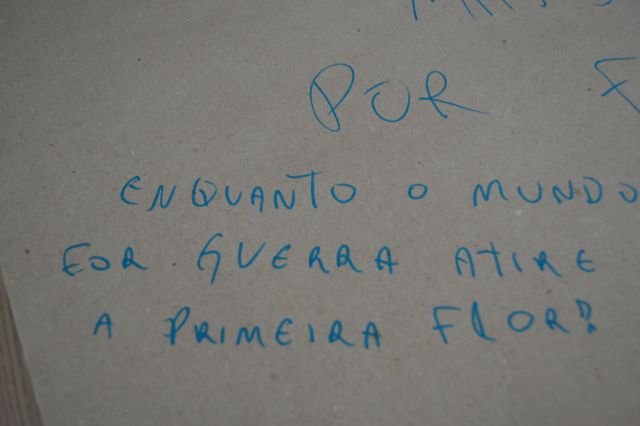 POR
ENQUANTO O MUNDO
FOR GUERRA ATIRE
A PRIMEIRA FLOR?